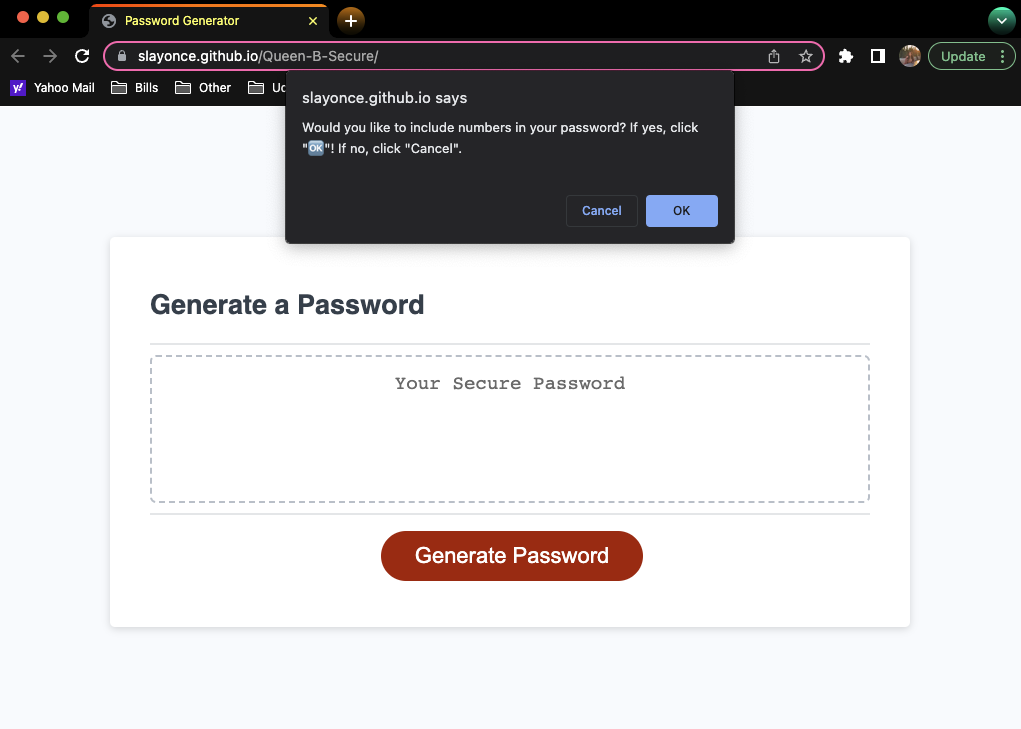 Password Generator
slayonce.github.io/Queen-B-Secure/
Update
Yahoo Mail
Bills
Other
slayonce.github.io says
Would you like to include numbers in your password? If yes, click
"🆗"! If no, click "Cancel".
Cancel
OK
Generate a Password
Your Secure Password
Generate Password